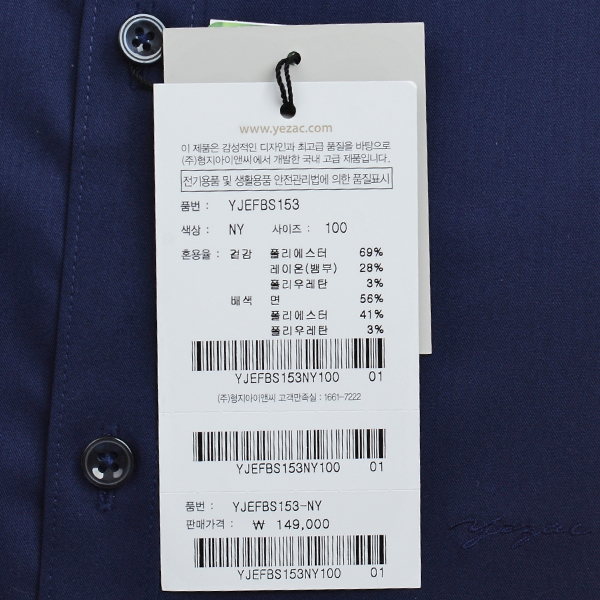 www.yezac.com
이 제품은 감성적인 디자인과 최고급 품질을 바탕으로
(주)형지아이앤씨에서 개발한 국내 고급 제품입니다.
전기용품 및 생활용품 안전관리법에 의한 품질표시
품번 : YJEFBS153
색상 : NY 사이즈 : 100
혼용율 : 겉감 폴리에스터 69%
레이온(뱀부) 28%
폴리우레탄 3%
배색 면 56%
폴리에스터 41%
폴리우레탄 3%
YJEFBS153NY100 01
(주)형지아이앤씨 고객만족실 : 1661-7222
YJEFBS153NY100 01
품번 : YJEFBS153-NY
판매가격 : ₩ 149,000
YJEFBS153NY100 01
yezac